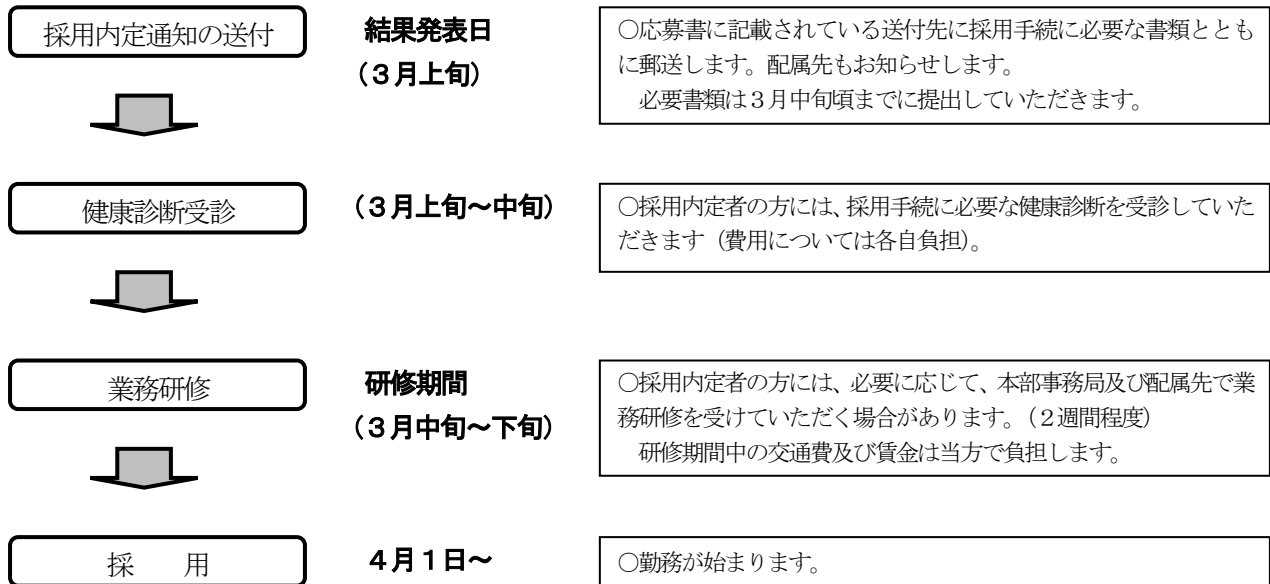 採用内定通知の送付
結果発表日
(３月上旬)
○応募書に記載されている送付先に採用手続に必要な書類ととも
に郵送します。配属先もお知らせします。
必要書類は３月中旬頃までに提出していただきます。
健康診断受診
(３月上旬～中旬)
○採用内定者の方には、採用手続に必要な健康診断を受診していた
だきます（費用については各自負担）。
業務研修
研修期間
(３月中旬～下旬)
○採用内定者の方には、必要に応じて、本部事務局及び配属先で業
務研修を受けていただく場合があります。（２週間程度）
研修期間中の交通費及び賃金は当方で負担します。
採　　用
４月１日～
○勤務が始まります。